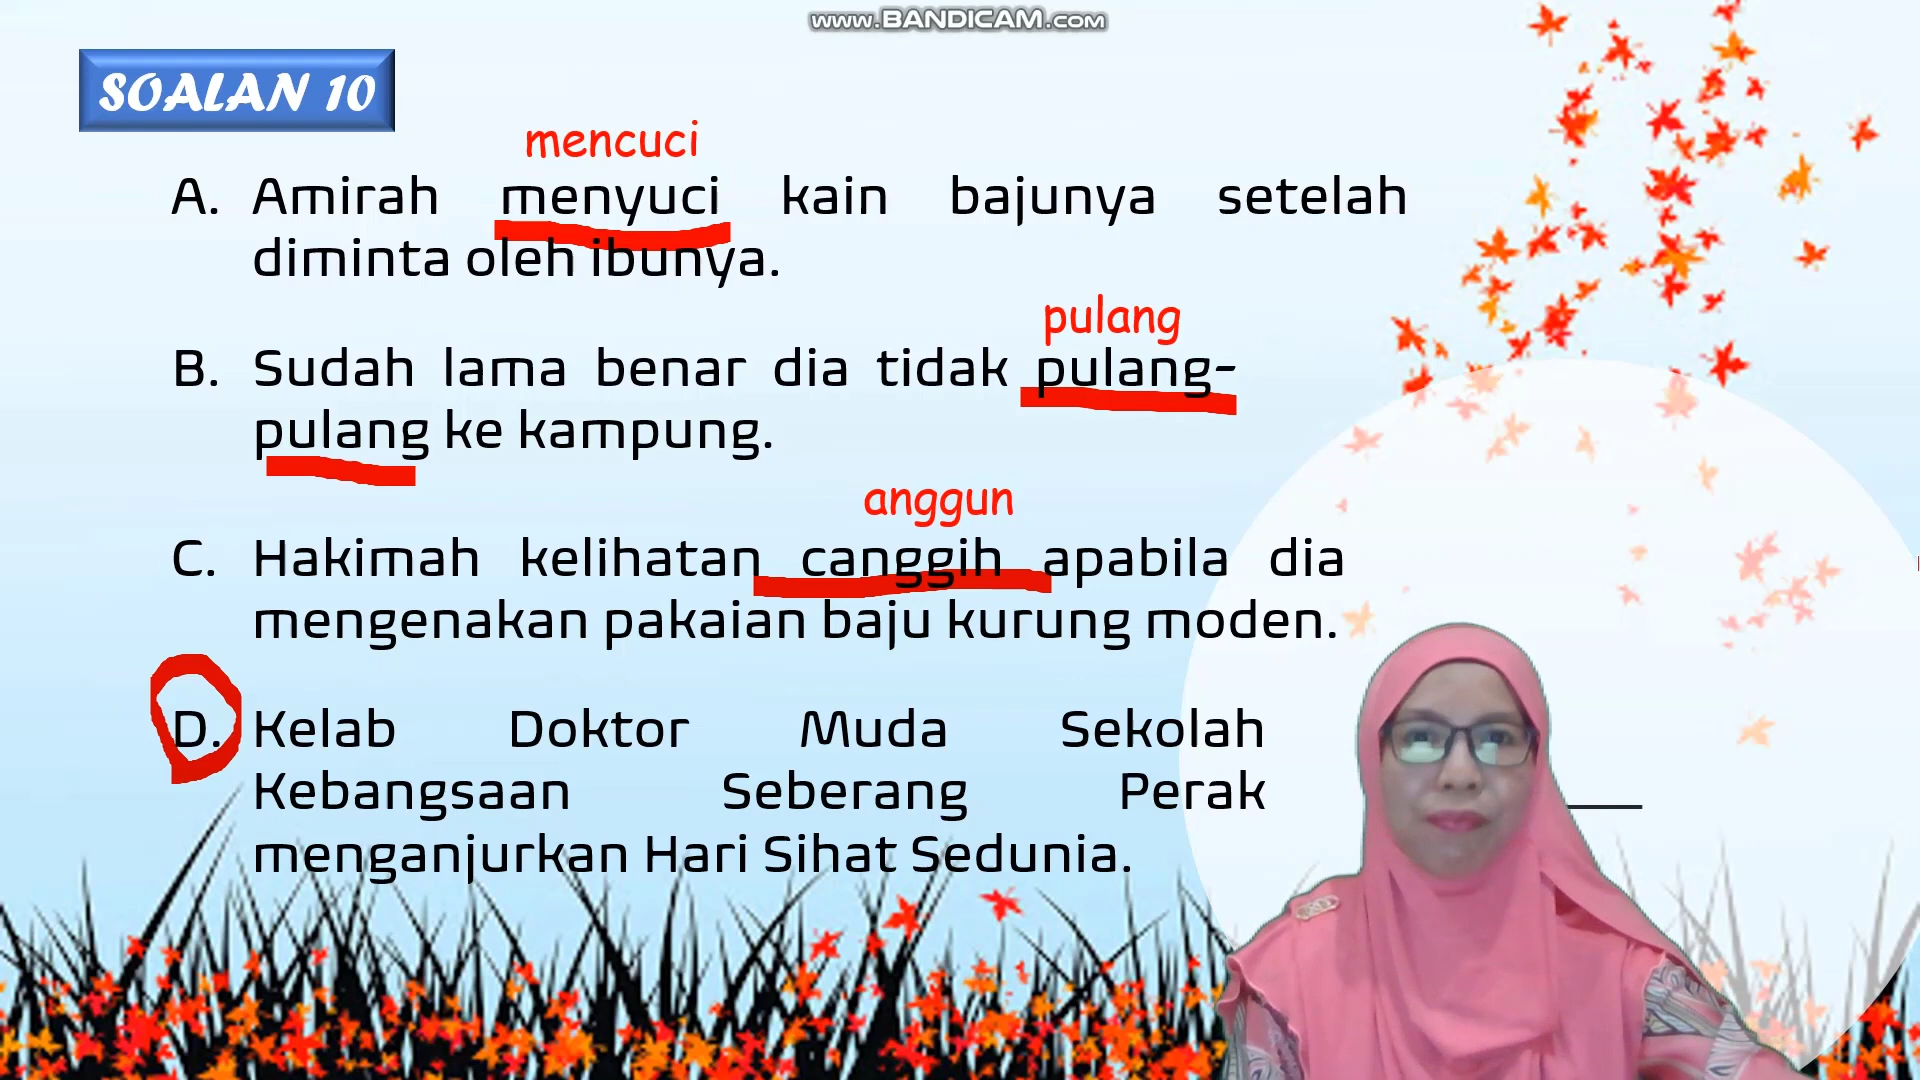 www.BANDICAM.com
SOALAN 10
mencuci
A. Amirah menyuci kain bajunya setelah
diminta oleh ibunya.
pulang
B. Sudah lama benar dia tidak pulang-
pulang ke kampung.
anggun
C. Hakimah kelihatan canggih apabila dia
mengenakan pakaian baju kurung moden.
D. Kelab Doktor Muda Sekolah
Kebangsaan Seberang Perak
menganjurkan Hari Sihat Sedunia.